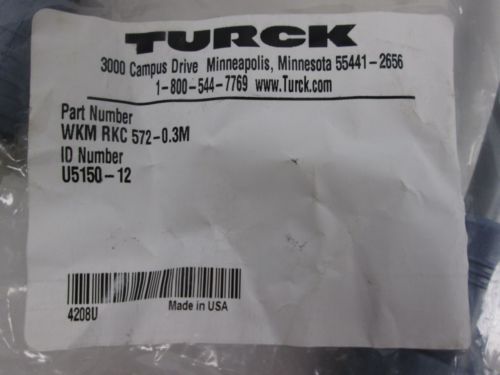 TURCK
3000 Campus Drive Minneapolis, Minnesota 55441-2656
1-800-544-7769 www.Turck.com
Part Number
WKM RKC 572-0.3M
ID Number
U5150-12
4208U
Made in USA